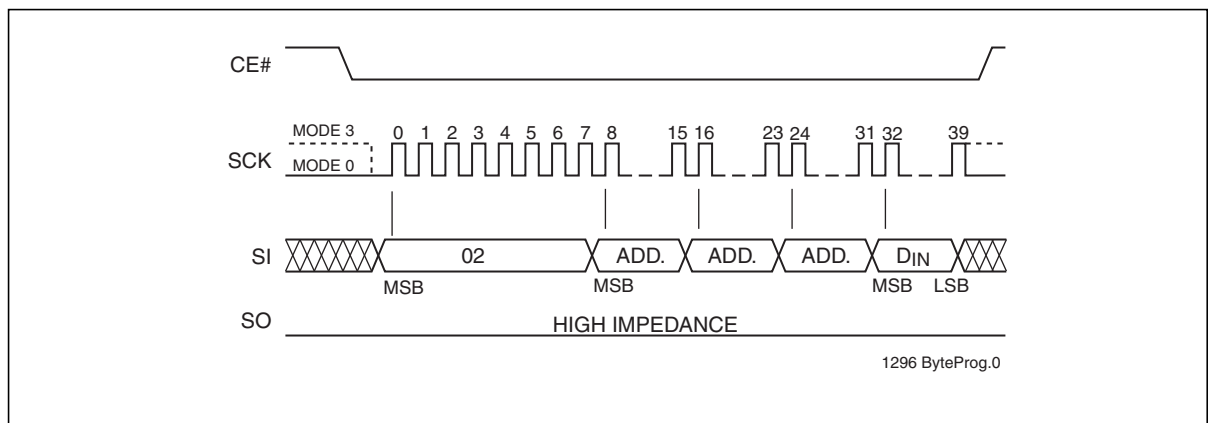 CE#
MODE 3
0 1 2 3 4 5 6 7 8 15 16 23 24 31 32 39
SCK
MODE 0
SI
02 ADD. ADD. ADD. DIN
MSB MSB MSB LSB
SO
HIGH IMPEDANCE
1296 ByteProg.0